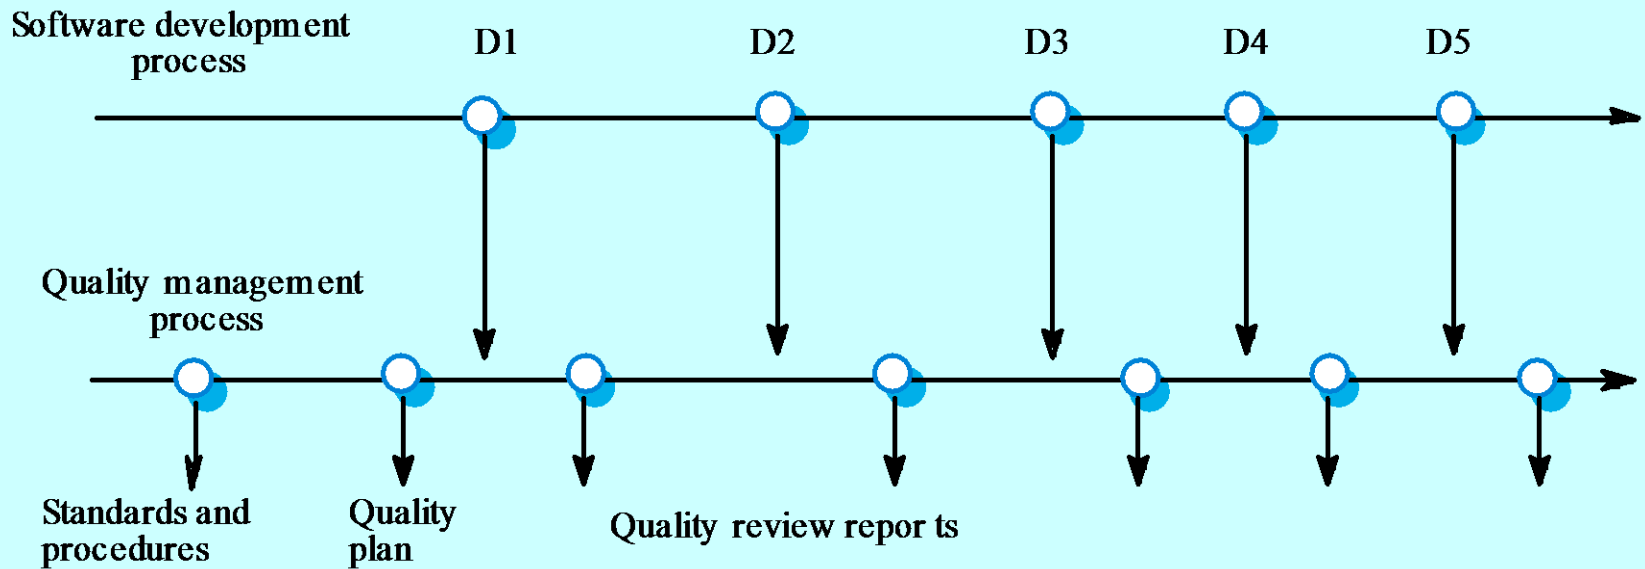 Software development
process
D1
D2
D3
D4
D5
Quality management
process
Standards and
procedures
Quality
plan
Quality review reports